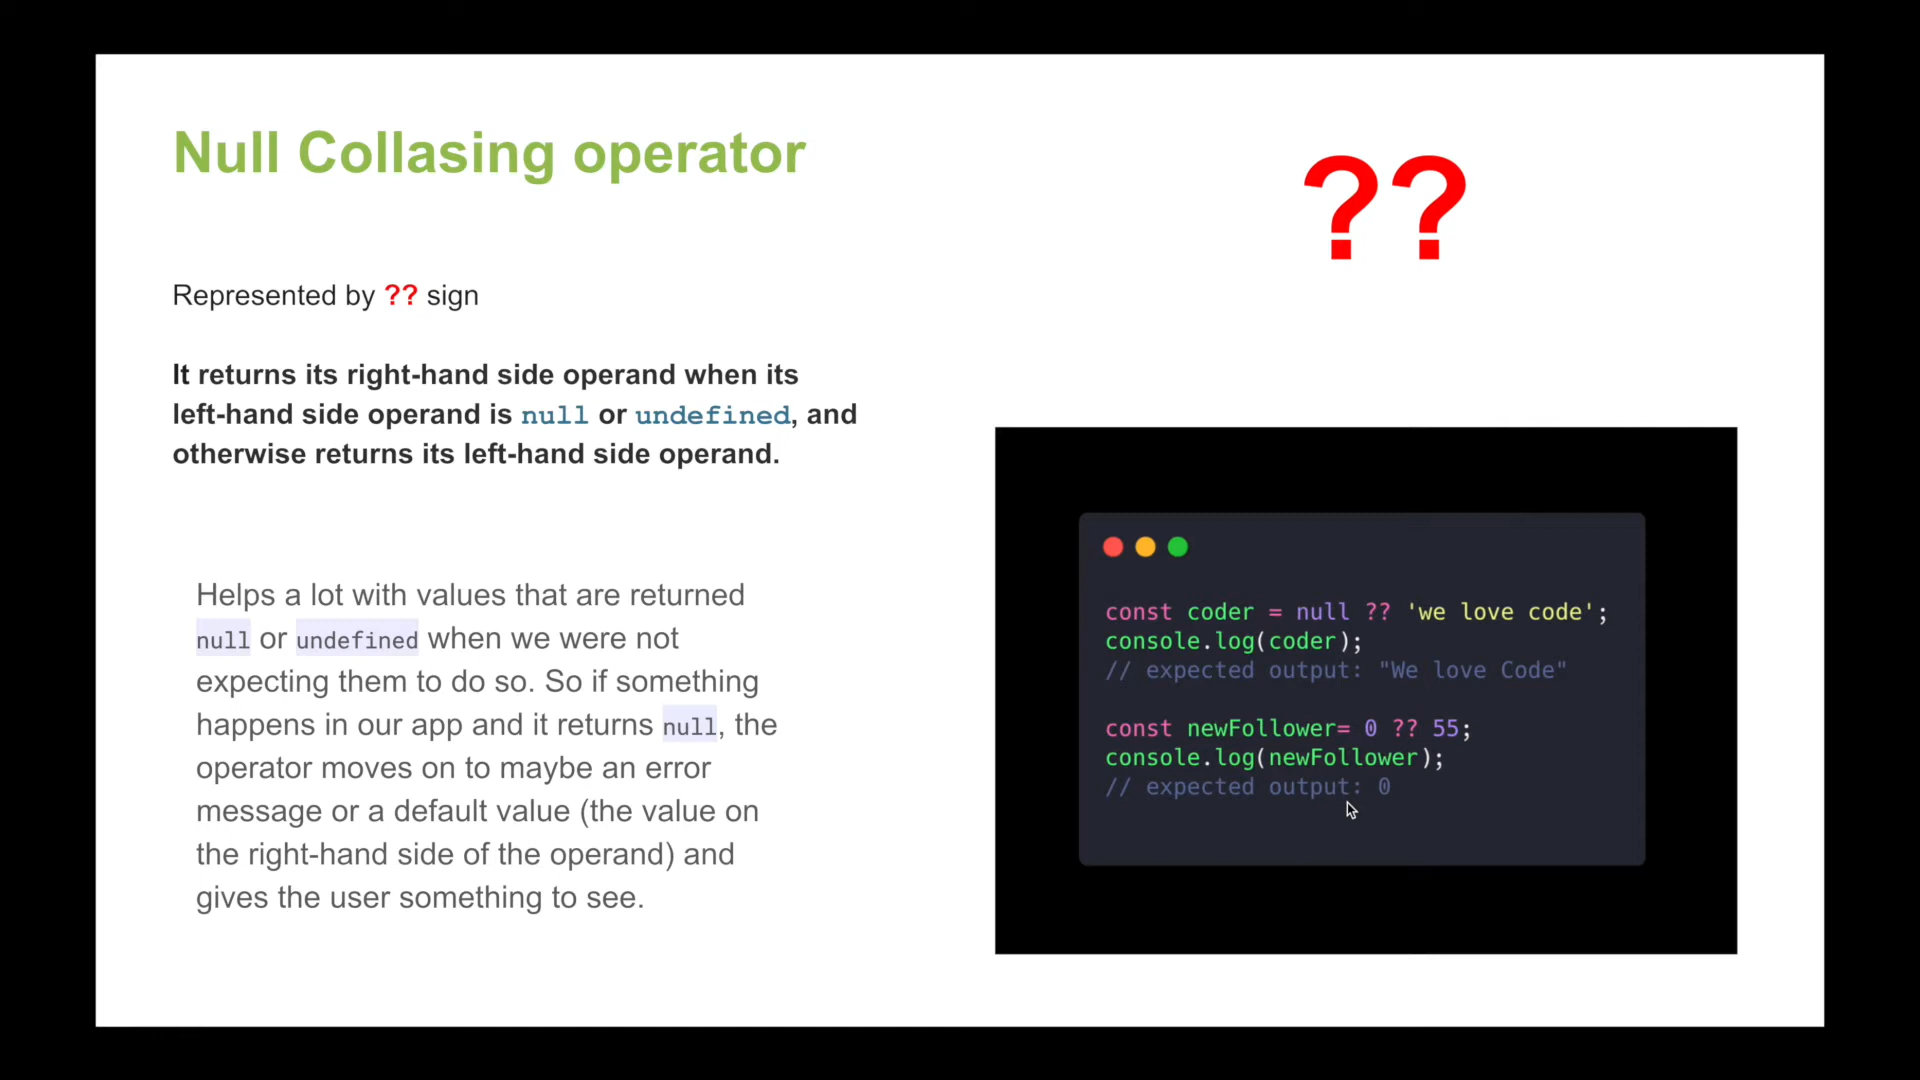 Null Collasing operator
??
Represented by ?? sign
It returns its right-hand side operand when its
left-hand side operand is null or undefined, and
otherwise returns its left-hand side operand.
Helps a lot with values that are returned
null or undefined when we were not
expecting them to do so. So if something
happens in our app and it returns null, the
operator moves on to maybe an error
message or a default value (the value on
the right-hand side of the operand) and
gives the user something to see.
const coder = null ?? 'we love code';
console.log(coder);
// expected output: "We love Code"
const newFollower= 0 ?? 55;
console.log(newFollower);
// expected output: 0